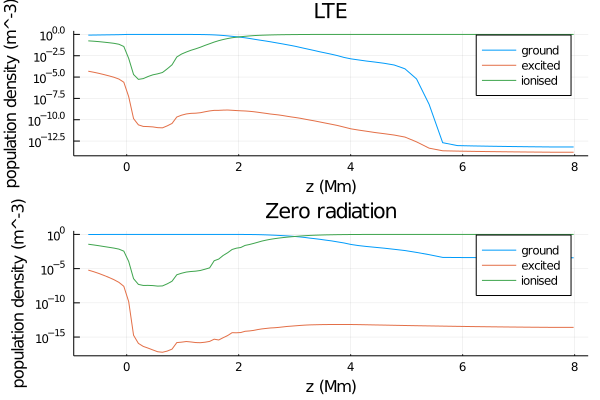 LTE
population density (m^-3)
10^0.0
10^-2.5
10^-5.0
10^-7.5
10^-10.0
10^-12.5
ground
excited
ionised
0 2 4 6 8
z (Mm)
Zero radiation
population density (m^-3)
10^0
10^-5
10^-10
10^-15
ground
excited
ionised
0 2 4 6 8
z (Mm)